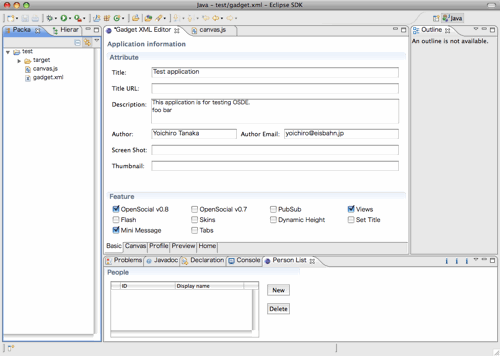 Java – test/gadget.xml – Eclipse SDK
Java
Packa
Hierar
*Gadget XML Editor
canvas.js
Outline
test
target
canvas.js
gadget.xml
Application information
Attribute
Title:
Test application
Title URL:
Description:
This application is for testing OSDE.
foo bar
Author:
Yoichiro Tanaka
Author Email:
yoichiro@eisbahn.jp
Screen Shot:
Thumbnail:
Feature
OpenSocial v0.8
OpenSocial v0.7
PubSub
Views
Flash
Skins
Dynamic Height
Set Title
Mini Message
Tabs
Basic
Canvas
Profile
Preview
Home
An outline is not available.
Problems
Javadoc
Declaration
Console
Person List
People
ID
Display name
New
Delete